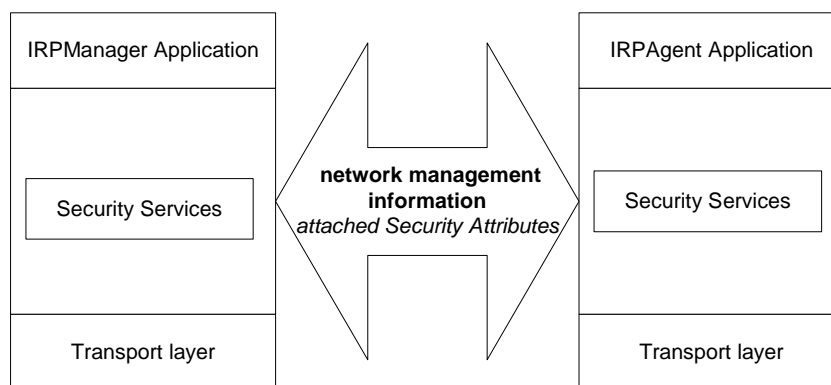 IRPManager Application
IRPAgent Application
network management
information
attached Security Attributes
Security Services
Security Services
Transport layer
Transport layer